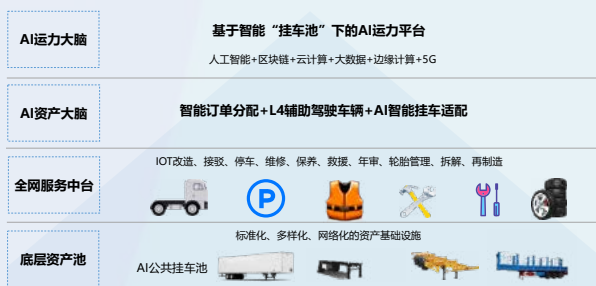 AI运力大脑
基于智能“挂车池”下的AI运力平台
人工智能+区块链+云计算+大数据+边缘计算+5G
AI资产大脑
智能订单分配+L4辅助驾驶车辆+AI智能挂车适配
全网服务中台
IOT改造、接驳、停车、维修、保养、救援、年审、轮胎管理、拆解、再制造
P
底层资产池
标准化、多样化、网络化的资产基础设施
AI公共挂车池